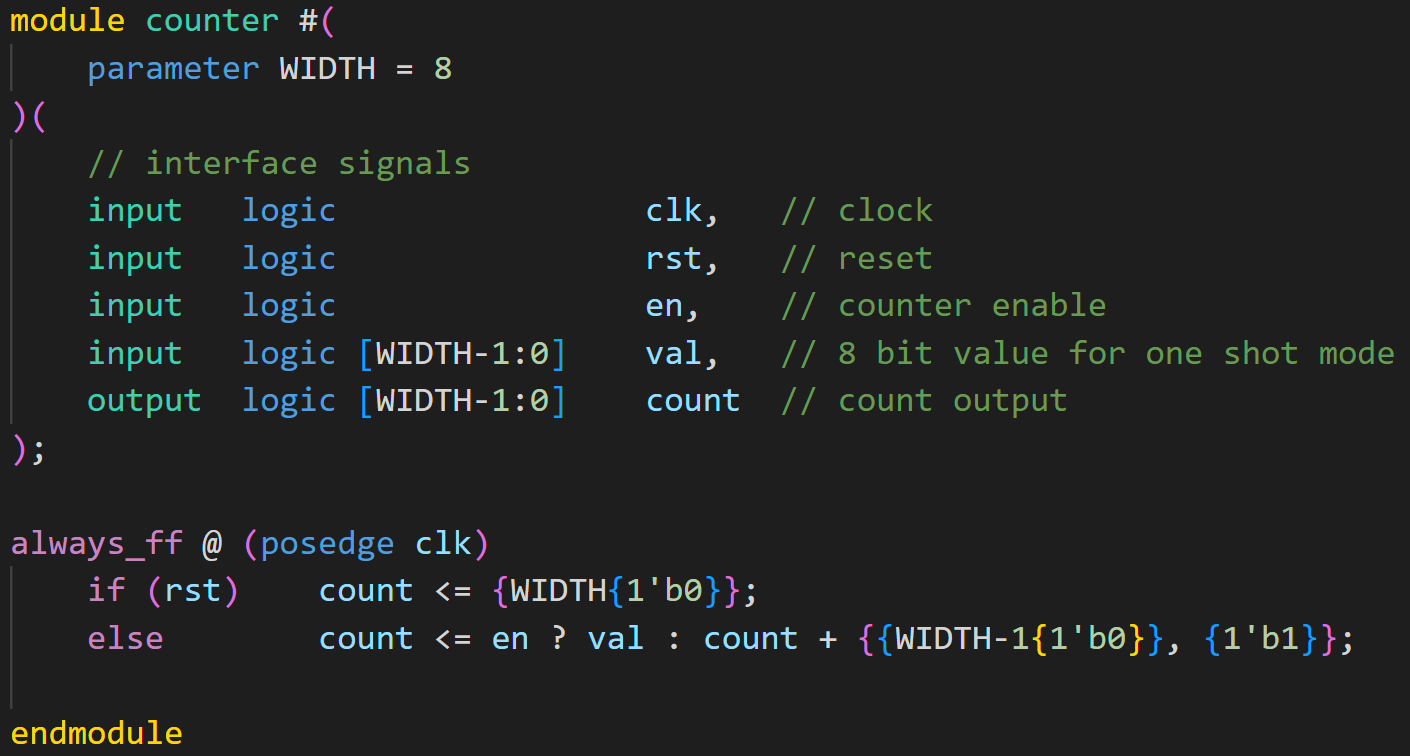 module counter #(
    parameter WIDTH = 8
)(
    // interface signals
    input   logic                clk,   // clock
    input   logic                rst,   // reset
    input   logic                en,    // counter enable
    input   logic [WIDTH-1:0]    val,   // 8 bit value for one shot mode
    output  logic [WIDTH-1:0]    count  // count output
);

always_ff @ (posedge clk)
    if (rst)    count <= {WIDTH{1'b0}};
    else        count <= en ? val : count + {{WIDTH-1{1'b0}}, {1'b1}};

endmodule